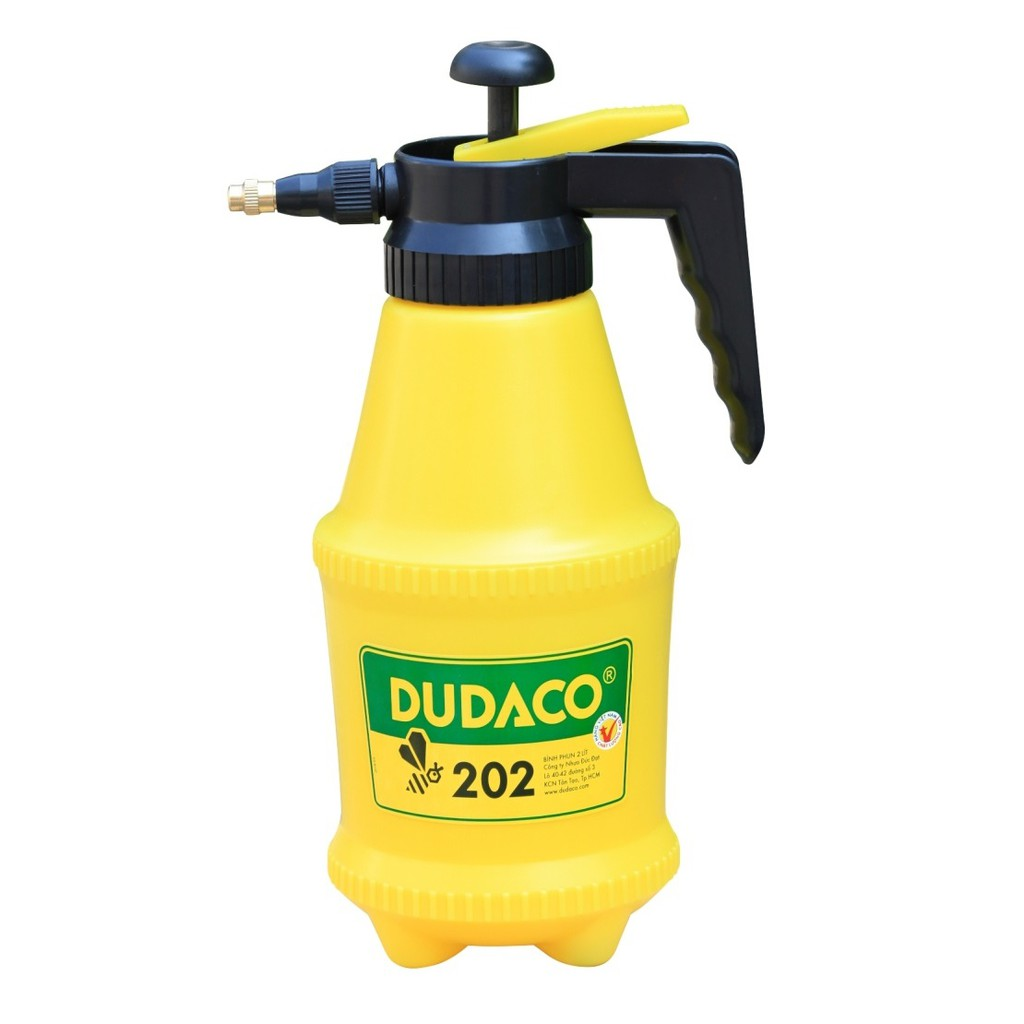 DUDACO®
202
BÌNH PHUN 2 LÍT
Công ty Nhựa Đức Đạt
Lô 40-42 đường số 3
KCN Tân Tạo, Tp.HCM
www.dudaco.com